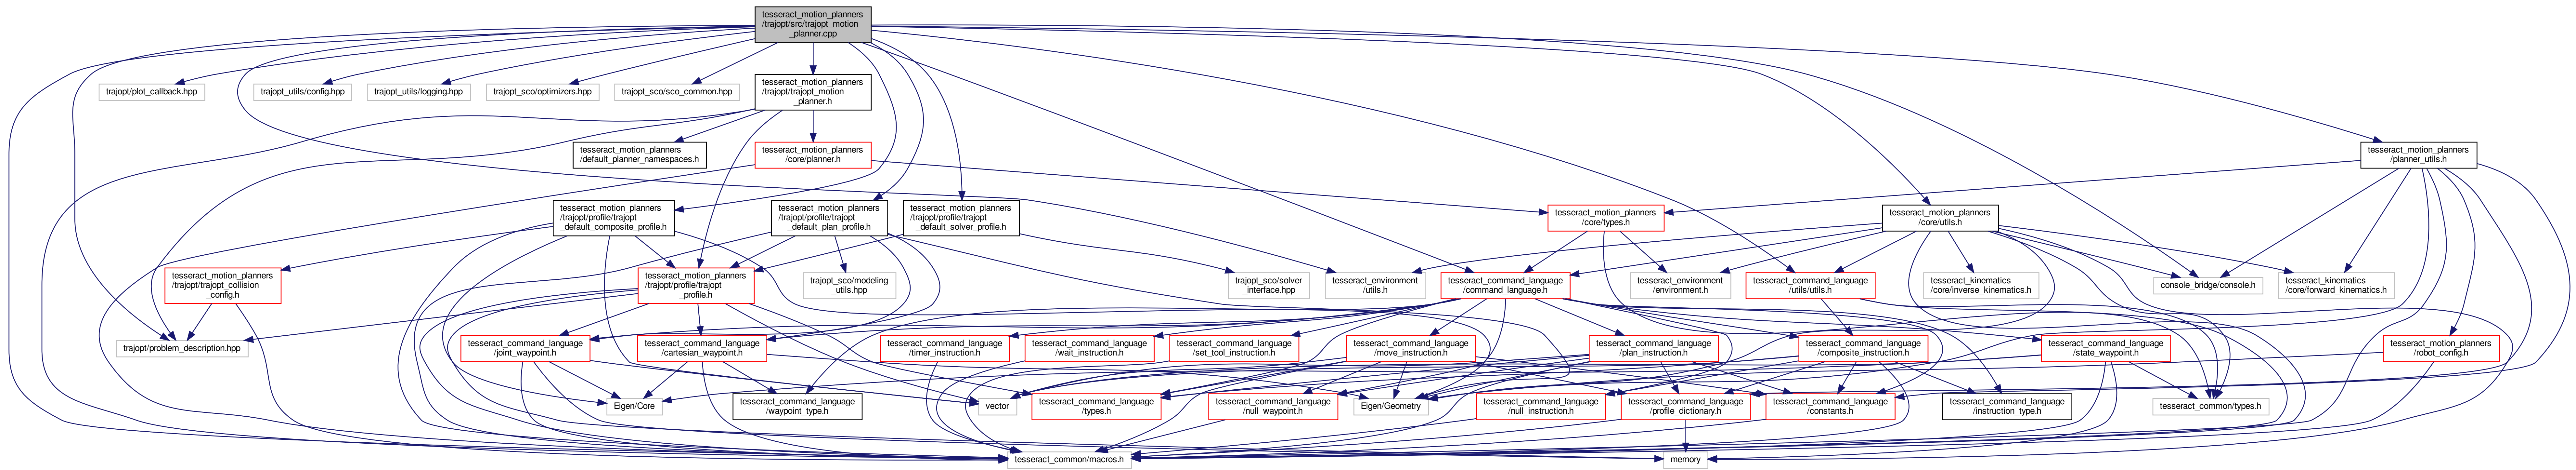 tesseract_motion_planners
/trajopt/src/trajopt_motion
_planner.cpp
trajopt/plot_callback.hpp
trajopt_utils/config.hpp
trajopt_utils/logging.hpp
trajopt_sco/optimizers.hpp
trajopt_sco/sco_common.hpp
tesseract_motion_planners
/trajopt/trajopt_motion
_planner.h
tesseract_motion_planners
/default_planner_namespaces.h
tesseract_motion_planners
/core/planner.h
tesseract_motion_planners
/planner_utils.h
tesseract_motion_planners
/trajopt/profile/trajopt
_default_composite_profile.h
tesseract_motion_planners
/trajopt/profile/trajopt
_default_plan_profile.h
tesseract_motion_planners
/trajopt/profile/trajopt
_default_solver_profile.h
tesseract_motion_planners
/core/types.h
tesseract_motion_planners
/core/utils.h
tesseract_motion_planners
/trajopt/trajopt_collision
_config.h
tesseract_motion_planners
/trajopt/profile/trajopt
_profile.h
trajopt_sco/modeling
_utils.hpp
trajopt_sco/solver
_interface.hpp
tesseract_environment
/utils.h
tesseract_command_language
/command_language.h
tesseract_environment
/environment.h
tesseract_command_language
/utils/utils.h
tesseract_kinematics
/core/inverse_kinematics.h
console_bridge/console.h
tesseract_kinematics
/core/forward_kinematics.h
trajopt/problem_description.hpp
tesseract_command_language
/joint_waypoint.h
tesseract_command_language
/cartesian_waypoint.h
tesseract_command_language
/timer_instruction.h
tesseract_command_language
/wait_instruction.h
tesseract_command_language
/set_tool_instruction.h
tesseract_command_language
/move_instruction.h
tesseract_command_language
/plan_instruction.h
tesseract_command_language
/composite_instruction.h
tesseract_command_language
/state_waypoint.h
tesseract_motion_planners
/robot_config.h
Eigen/Core
tesseract_command_language
/waypoint_type.h
vector
tesseract_command_language
/types.h
tesseract_command_language
/null_waypoint.h
Eigen/Geometry
tesseract_command_language
/null_instruction.h
tesseract_command_language
/profile_dictionary.h
tesseract_command_language
/constants.h
tesseract_command_language
/instruction_type.h
tesseract_common/types.h
tesseract_common/macros.h
memory